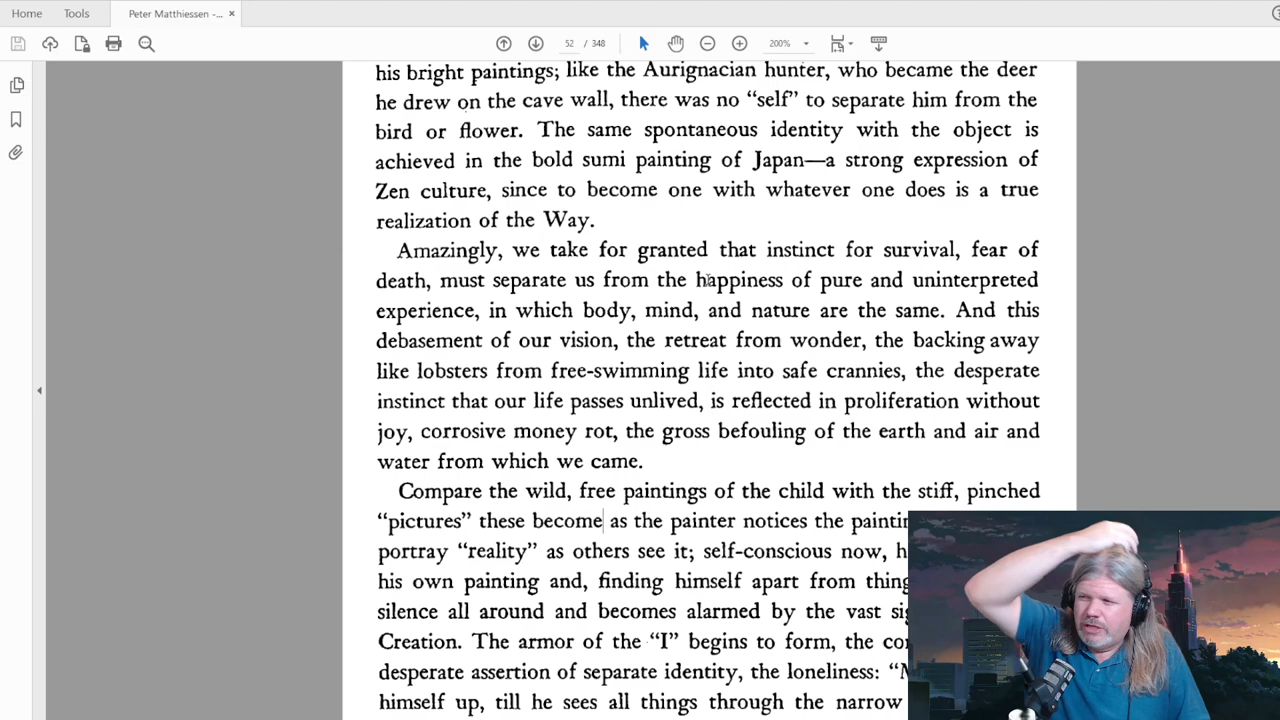 Home Tools Peter Matthiessen -... ×
52 / 348 200%
his bright paintings; like the Aurignacian hunter, who became the deer
he drew on the cave wall, there was no “self” to separate him from the
bird or flower. The same spontaneous identity with the object is
achieved in the bold sumi painting of Japan—a strong expression of
Zen culture, since to become one with whatever one does is a true
realization of the Way.
Amazingly, we take for granted that instinct for survival, fear of
death, must separate us from the happiness of pure and uninterpreted
experience, in which body, mind, and nature are the same. And this
debasement of our vision, the retreat from wonder, the backing away
like lobsters from free-swimming life into safe crannies, the desperate
instinct that our life passes unlived, is reflected in proliferation without
joy, corrosive money rot, the gross befouling of the earth and air and
water from which we came.
Compare the wild, free paintings of the child with the stiff, pinched
“pictures” these become as the painter notices the
portray “reality” as others see it; self-conscious now,
his own painting and, finding himself apart from
silence all around and becomes alarmed by the vast
Creation. The armor of the “I” begins to form, the
desperate assertion of separate identity, the loneliness:
himself up, till he sees all things through the narrow